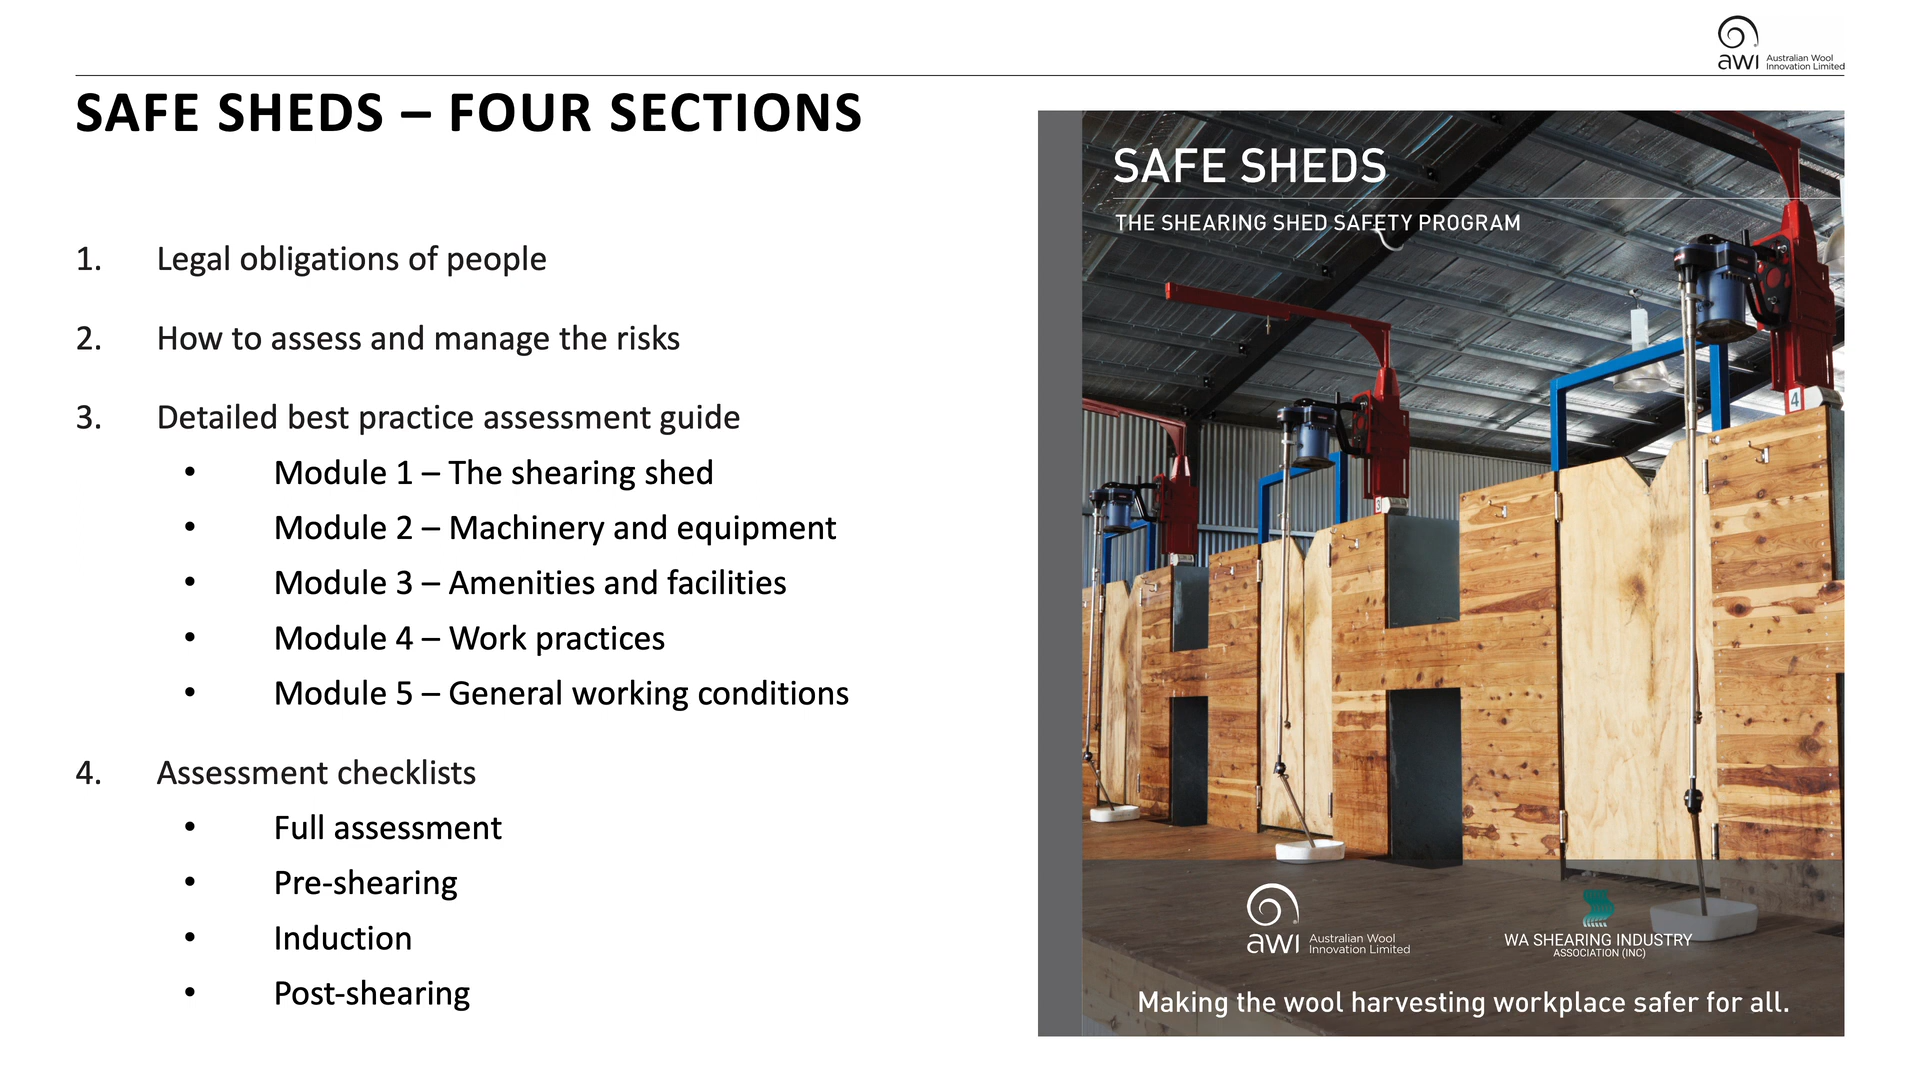 awi Australian Wool
Innovation Limited
SAFE SHEDS – FOUR SECTIONS
1. Legal obligations of people
2. How to assess and manage the risks
3. Detailed best practice assessment guide
• Module 1 – The shearing shed
• Module 2 – Machinery and equipment
• Module 3 – Amenities and facilities
• Module 4 – Work practices
• Module 5 – General working conditions
4. Assessment checklists
• Full assessment
• Pre-shearing
• Induction
• Post-shearing
SAFE SHEDS
THE SHEARING SHED SAFETY PROGRAM
4
3
awi Australian Wool
Innovation Limited
WA SHEARING INDUSTRY
ASSOCIATION (INC)
Making the wool harvesting workplace safer for all.